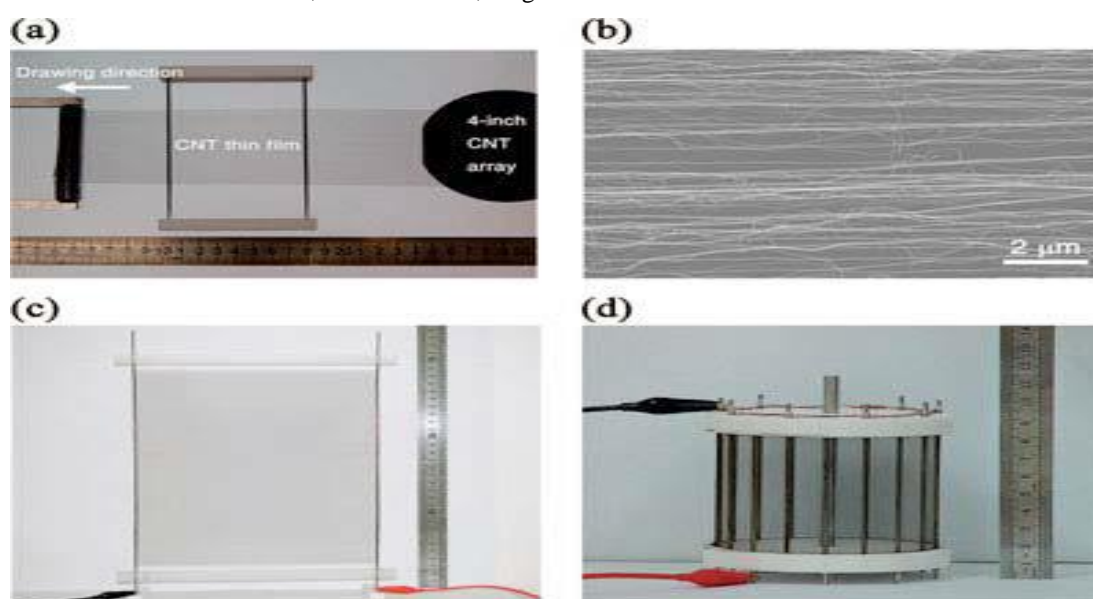 (a)
(b)
Drawing direction
CNT thin film
4-inch
CNT
array
2 μm
(c)
(d)